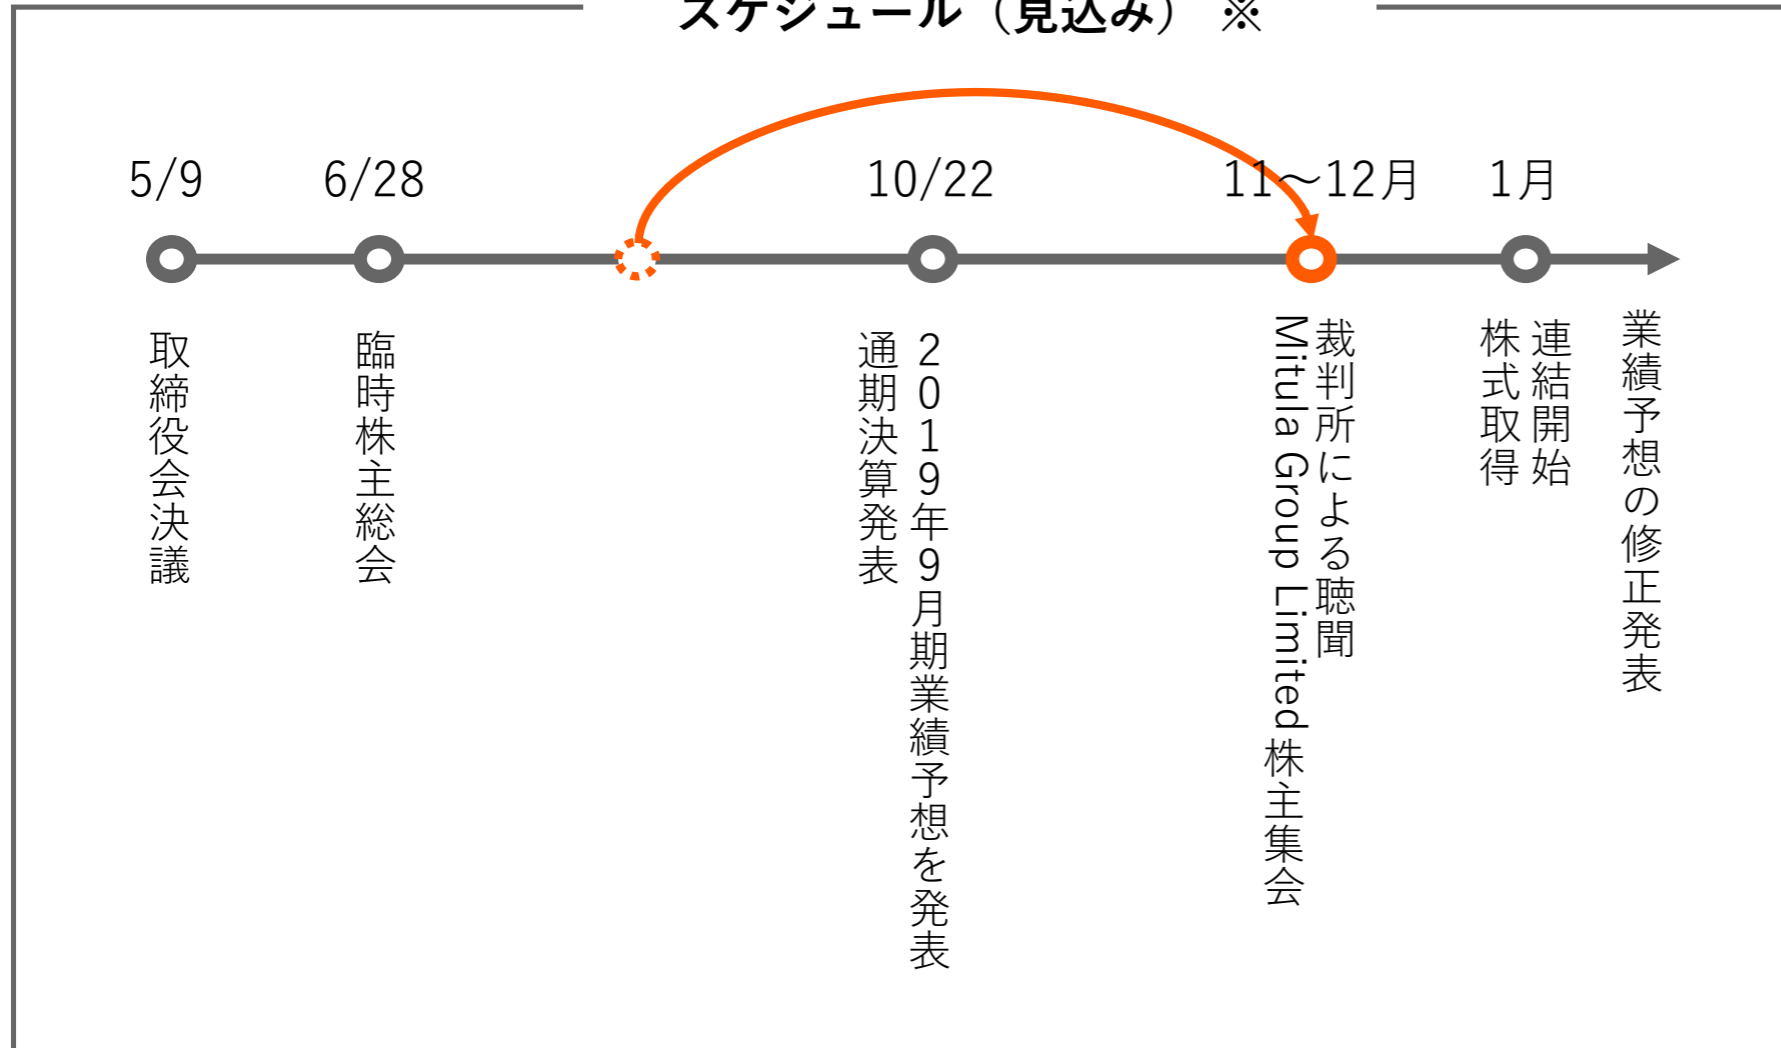 スケジュール（見込み） ※
5/9
6/28
10/22
11～12月
1月
取締役会決議
臨時株主総会
2019年9月期業績予想を発表
通期決算発表
裁判所による聴聞
Mitula Group Limited株主集会
連結開始
株式取得
業績予想の修正発表